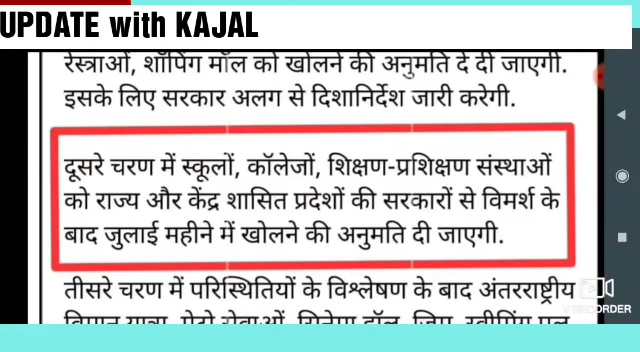 UPDATE with KAJAL
रेस्त्राओं, शॉपिंग मॉल को खोलने की अनुमति दे दी जाएगी.
इसके लिए सरकार अलग से दिशानिर्देश जारी करेगी.
दूसरे चरण में स्कूलों, कॉलेजों, शिक्षण-प्रशिक्षण संस्थाओं
को राज्य और केंद्र शासित प्रदेशों की सरकारों से विमर्श के
बाद जुलाई महीने में खोलने की अनुमति दी जाएगी.
तीसरे चरण में परिस्थितियों के विश्लेषण के बाद अंतरराष्ट्रीय